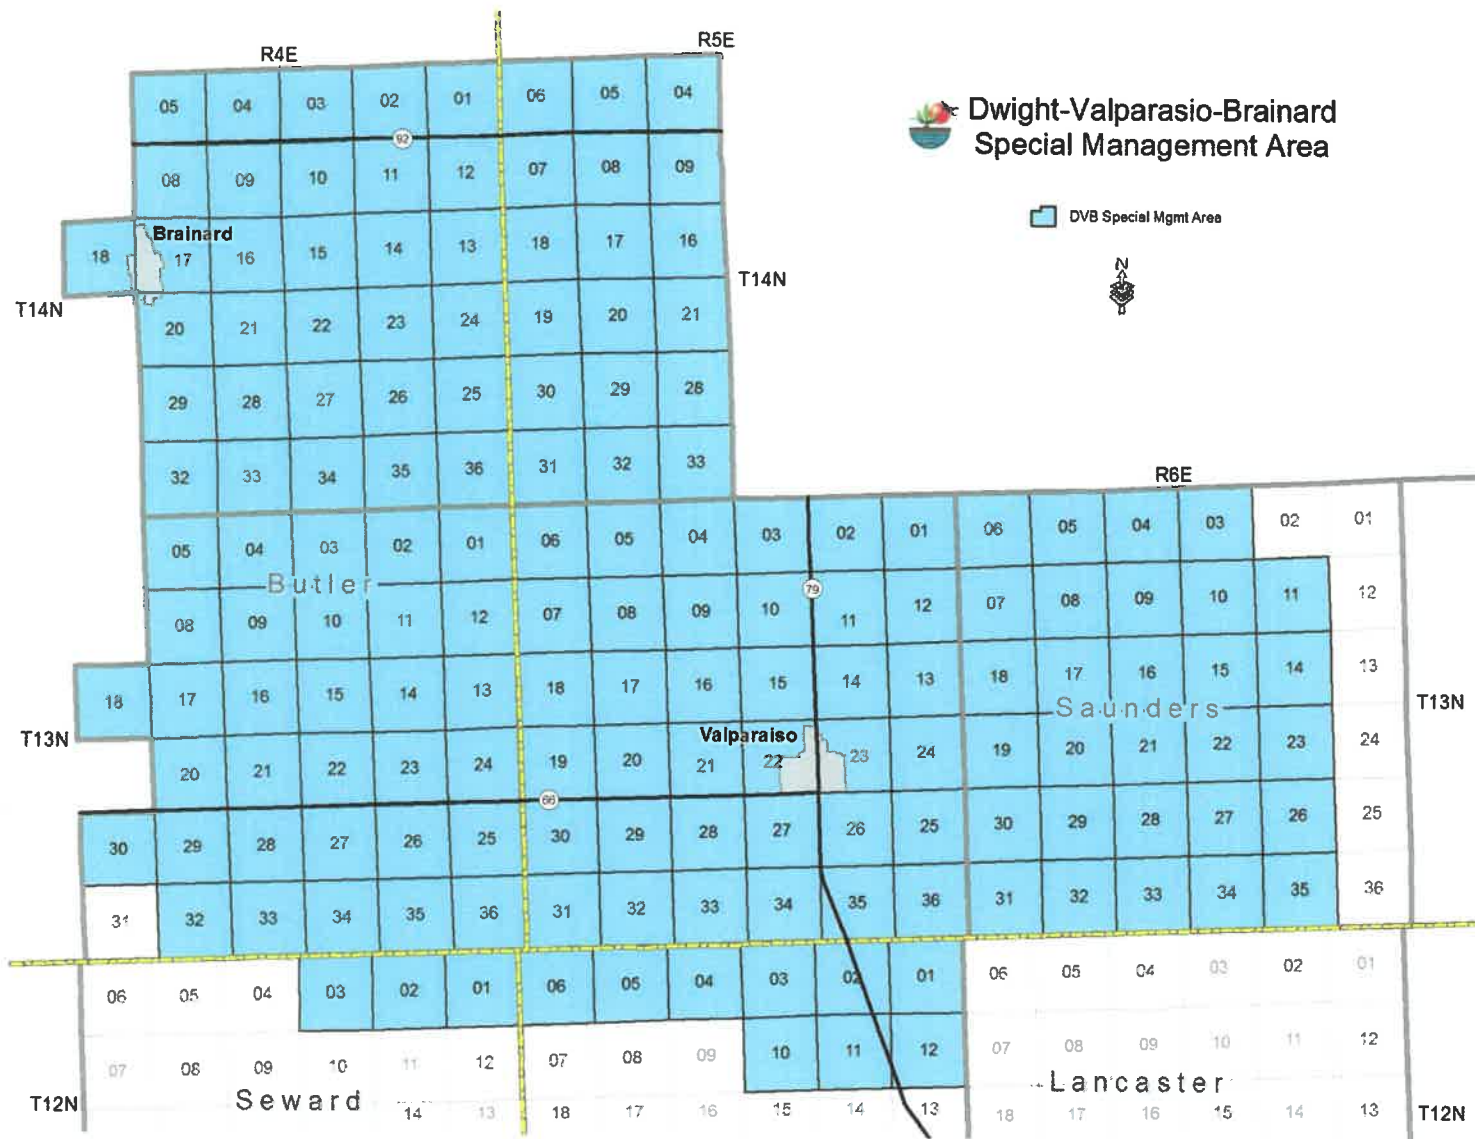 R4E
R5E
Dwight-Valparasio-Brainard
Special Management Area
DVB Special Mgmt Area
N
05 04 03 02 01 06 05 04
92
08 09 10 11 12 07 08 09
Brainard
18 17 16 15 14 13 18 17 16
T14N T14N
20 21 22 23 24 19 20 21
29 28 27 26 25 30 29 28
32 33 34 35 36 31 32 33
R6E
05 04 03 02 01 06 05 04 03 02 01 06 05 04 03 02 01
Butler
79
08 09 10 11 12 07 08 09 10 11 12 07 08 09 10 11 12
18 17 16 15 14 13 18 17 16 15 14 13 18 17 16 15 14 13
Saunders
T13N T13N
Valparaiso
20 21 22 23 24 19 20 21 22 23 24 19 20 21 22 23 24
66
30 29 28 27 26 25 30 29 28 27 26 25 30 29 28 27 26 25
31 32 33 34 35 36 31 32 33 34 35 36 31 32 33 34 35 36
06 05 04 03 02 01 06 05 04 03 02 01 06 05 04 03 02 01
07 08 09 10 11 12 07 08 09 10 11 12 07 08 09 10 11 12
Seward
Lancaster
T12N 14 13 18 17 16 15 14 13 18 17 16 15 14 13 T12N